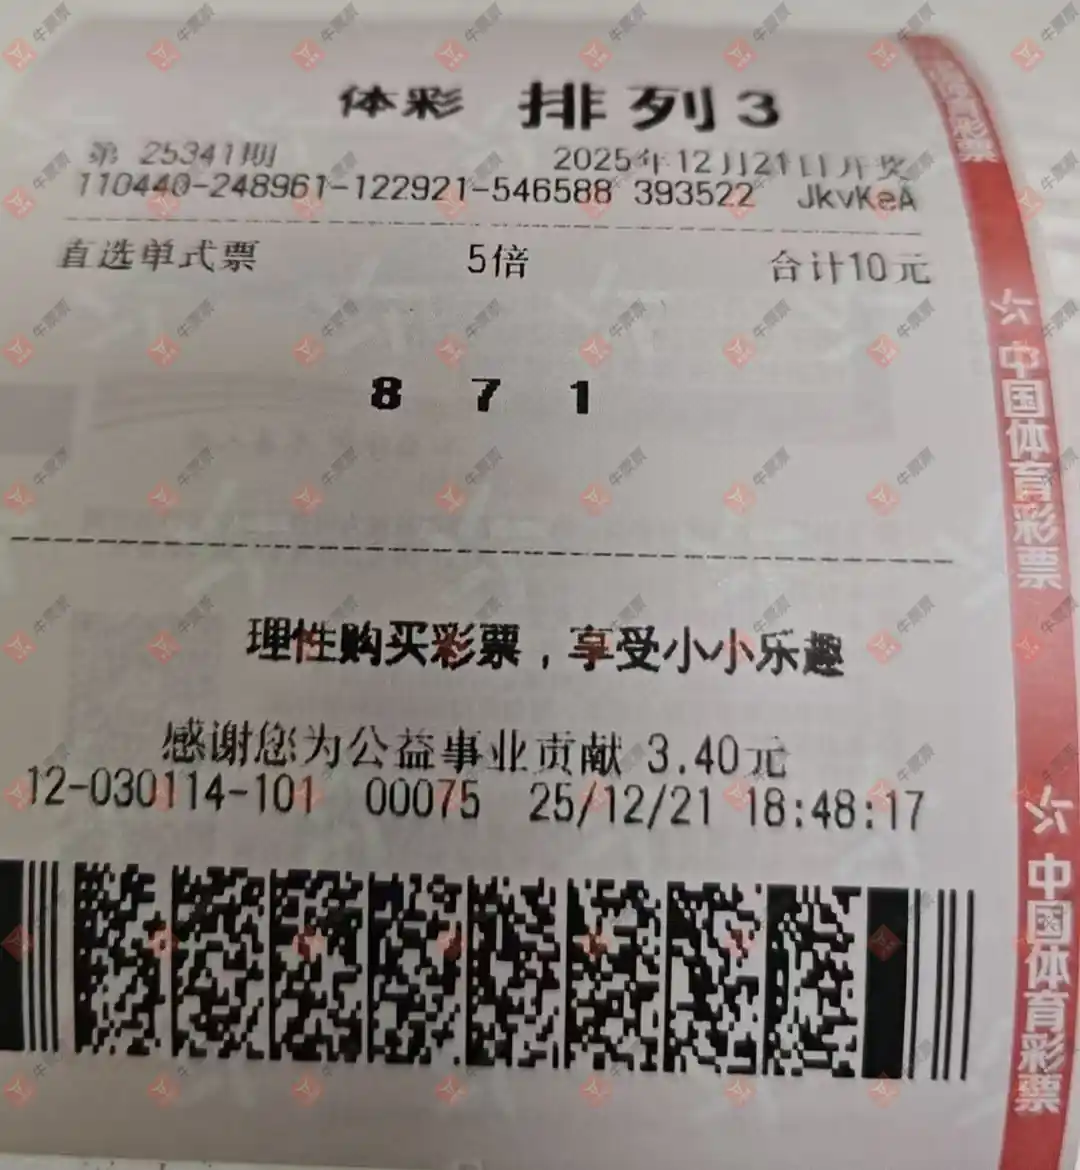 体彩 排列3
第 25341期 2025年12月21日开奖
110440-248961-122921-546588 393522 JkvKeA
直选单式票 5倍 合计10元
8 7 1
理性购买彩票，享受小小乐趣
感谢您为公益事业贡献 3.40元
12-030114-101 00075 25/12/21 18:48:17
中国体育彩票
中国体育彩票
牛票票